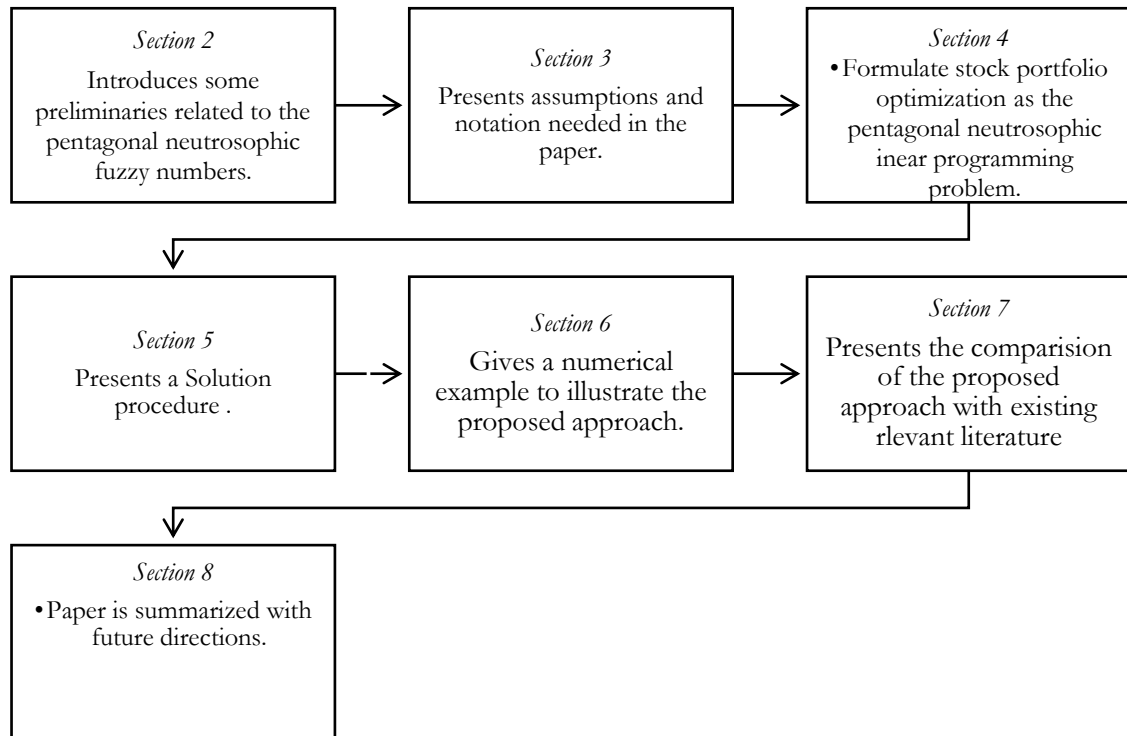 Section 2
Introduces some
preliminaries related to the
pentagonal neutrosophic
fuzzy numbers.
Section 3
Presents assumptions and
notation needed in the
paper.
Section 4
•Formulate stock portfolio
optimization as the
pentagonal neutrosophic
inear programming
problem.
Section 5
Presents a Solution
procedure .
Section 6
Gives a numerical
example to illustrate the
proposed approach.
Section 7
Presents the comparision
of the proposed
approach with existing
rlevant literature
Section 8
•Paper is summarized with
future directions.